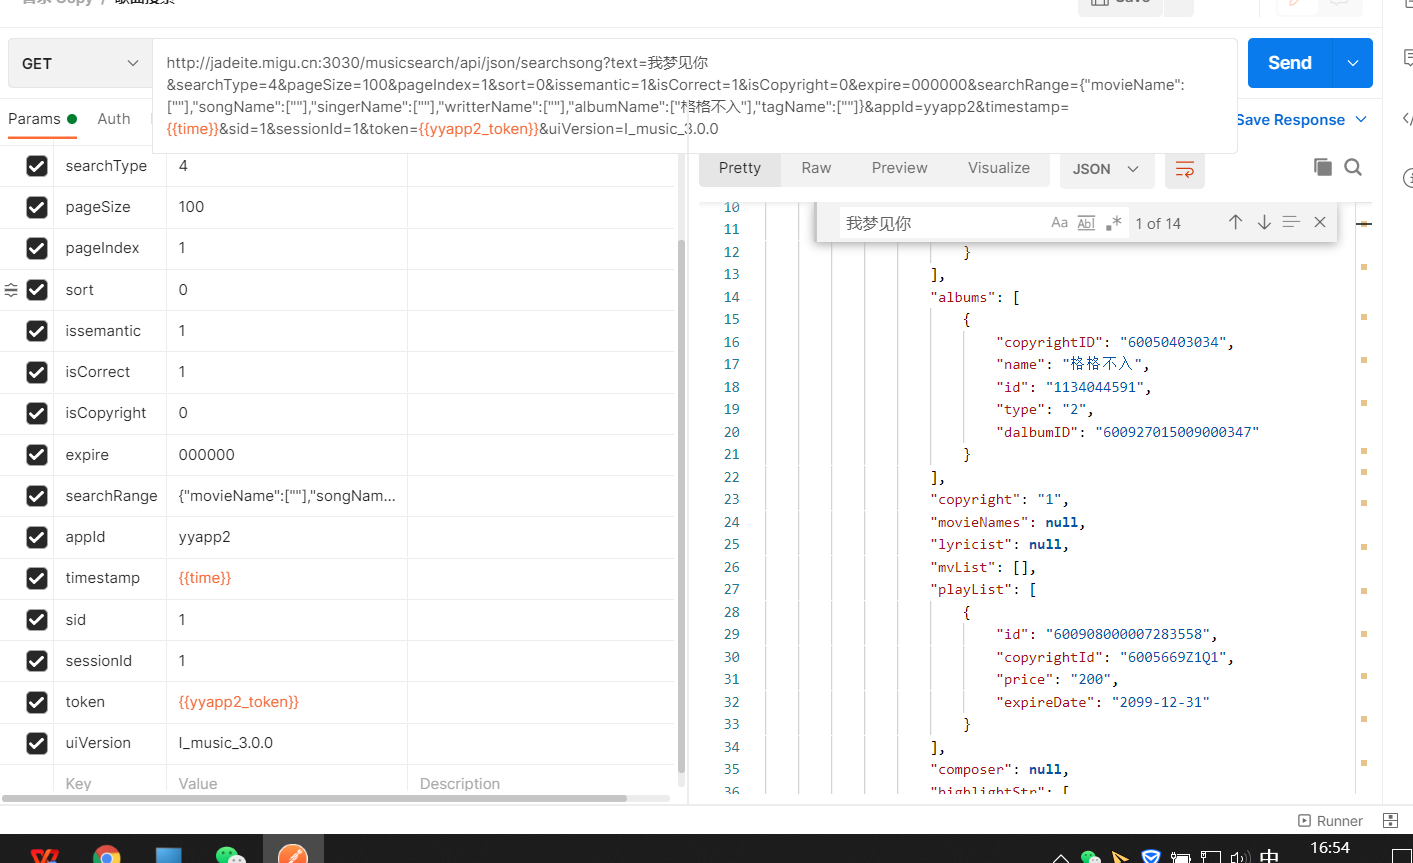 GET
http://jadeite.migu.cn:3030/musicsearch/api/json/searchsong?text=我梦见你
&searchType=4&pageSize=100&pageIndex=1&sort=0&issemantic=1&isCorrect=1&isCopyright=0&expire=000000&searchRange={"movieName":
[""],"songName":[""],"singerName":[""],"writterName":[""],"albumName":["格格不入"],"tagName":[""]}&appId=yyapp2&timestamp=
{{time}}&sid=1&sessionId=1&token={{yyapp2_token}}&uiVersion=I_music_3.0.0
Send
Params
Auth
Save Response
searchType 4
pageSize 100
pageIndex 1
sort 0
issemantic 1
isCorrect 1
isCopyright 0
expire 000000
searchRange {"movieName":[""],"songNam...
appId yyapp2
timestamp {{time}}
sid 1
sessionId 1
token {{yyapp2_token}}
uiVersion I_music_3.0.0
Key Value Description
Pretty Raw Preview Visualize JSON
我梦见你 Aa Abl .* 1 of 14
10
11
12 }
13 ],
14 "albums": [
15 {
16 "copyrightID": "60050403034",
17 "name": "格格不入",
18 "id": "1134044591",
19 "type": "2",
20 "dalbumID": "600927015009000347"
21 }
22 ],
23 "copyright": "1",
24 "movieNames": null,
25 "lyricist": null,
26 "mvList": [],
27 "playList": [
28 {
29 "id": "600908000007283558",
30 "copyrightId": "6005669Z1Q1",
31 "price": "200",
32 "expireDate": "2099-12-31"
33 }
34 ],
35 "composer": null,
36 "highlightStr": [
Runner
中
16:54